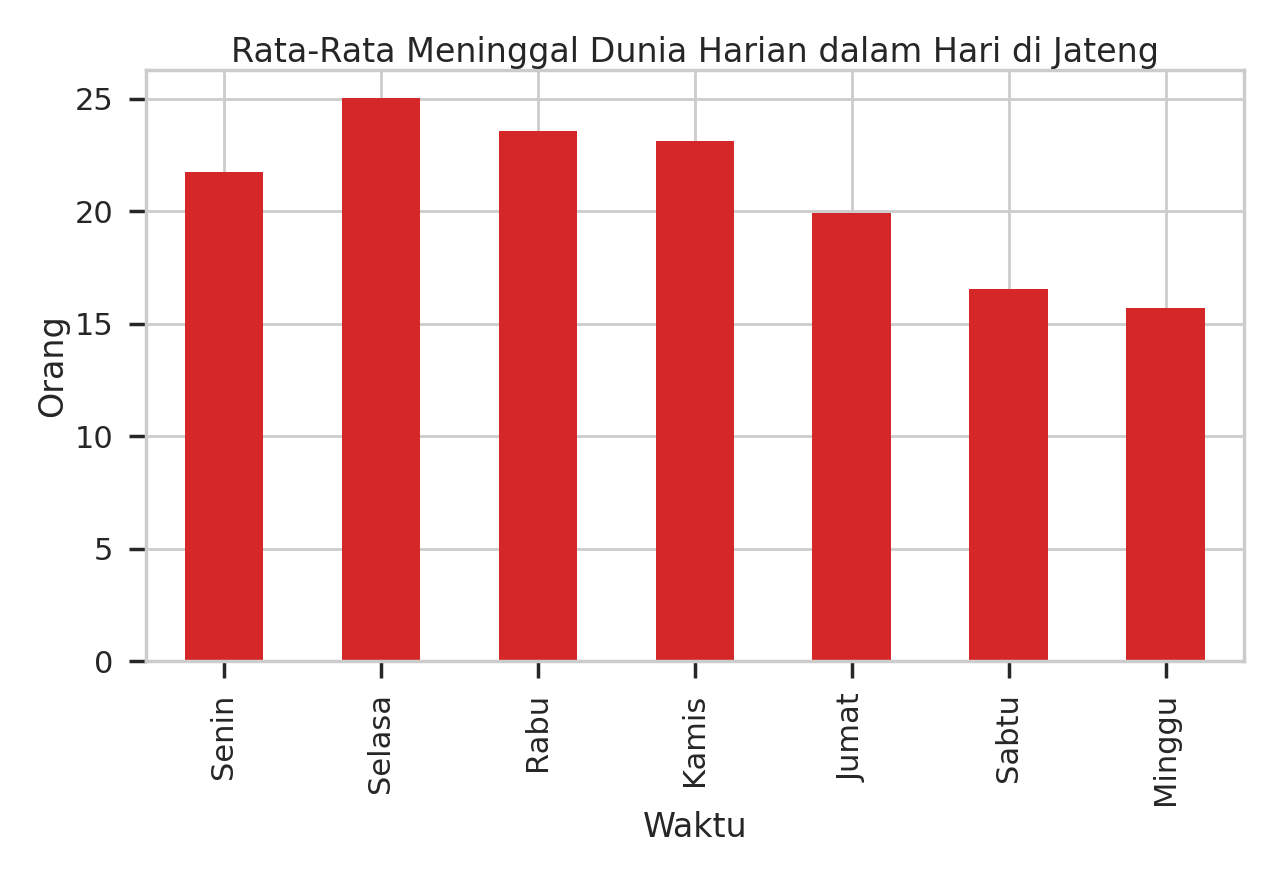 Rata-Rata Meninggal Dunia Harian dalam Hari di Jateng
Orang
25
20
15
10
5
0
Senin
Selasa
Rabu
Kamis
Jumat
Sabtu
Minggu
Waktu